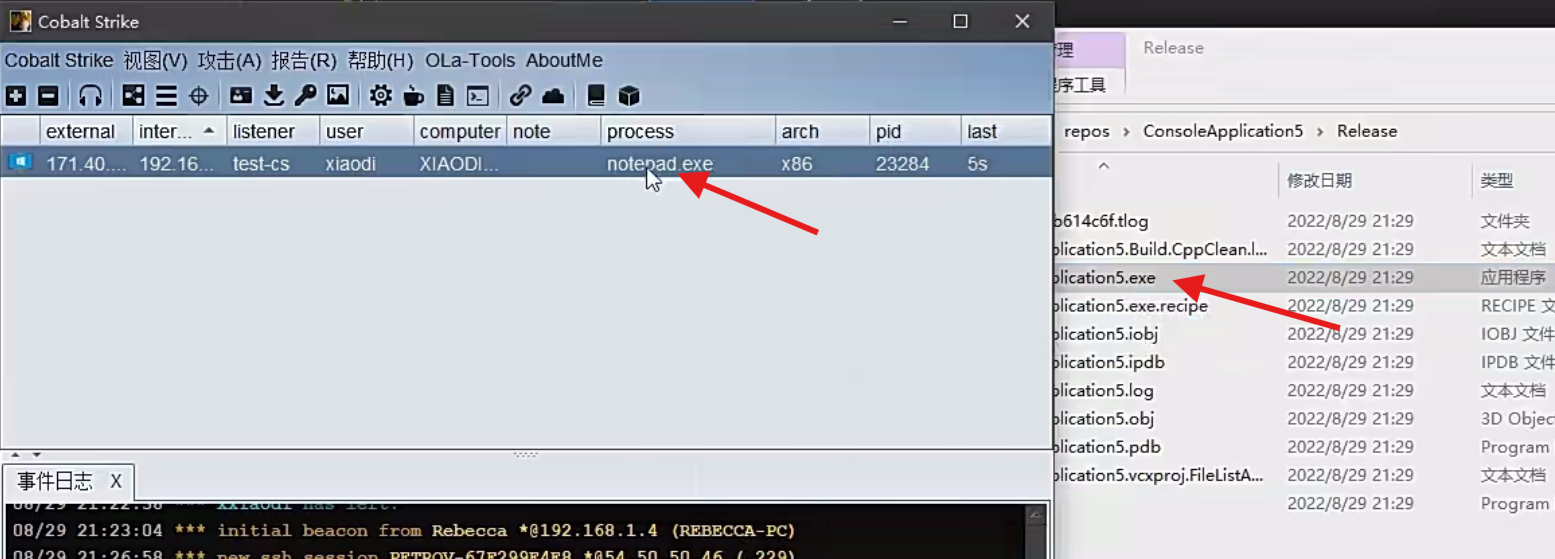 Cobalt Strike
Cobalt Strike 视图(V) 攻击(A) 报告(R) 帮助(H) OLa-Tools AboutMe
external inter... listener user computer note process arch pid last
171.40.... 192.16... test-cs xiaodi XIAODI... notepad.exe x86 23284 5s
事件日志 X
08/29 21:22:58 *** xxiaodi has left.
08/29 21:23:04 *** initial beacon from Rebecca *@192.168.1.4 (REBECCA-PC)
08/29 21:26:58 *** new ssh session PETROV-67E299E4E8 *@54.50.50.46 ( .229)
理 Release
序工具
repos › ConsoleApplication5 › Release
修改日期 类型
b614c6f.tlog 2022/8/29 21:29 文件夹
plication5.Build.CppClean.l... 2022/8/29 21:29 文本文档
plication5.exe 2022/8/29 21:29 应用程序
plication5.exe.recipe 2022/8/29 21:29 RECIPE 文
plication5.iobj 2022/8/29 21:29 IOBJ 文件
plication5.ipdb 2022/8/29 21:29 IPDB 文件
plication5.log 2022/8/29 21:29 文本文档
plication5.obj 2022/8/29 21:29 3D Objec
plication5.pdb 2022/8/29 21:29 Program
plication5.vcxproj.FileListA... 2022/8/29 21:29 文本文档
2022/8/29 21:29 Program